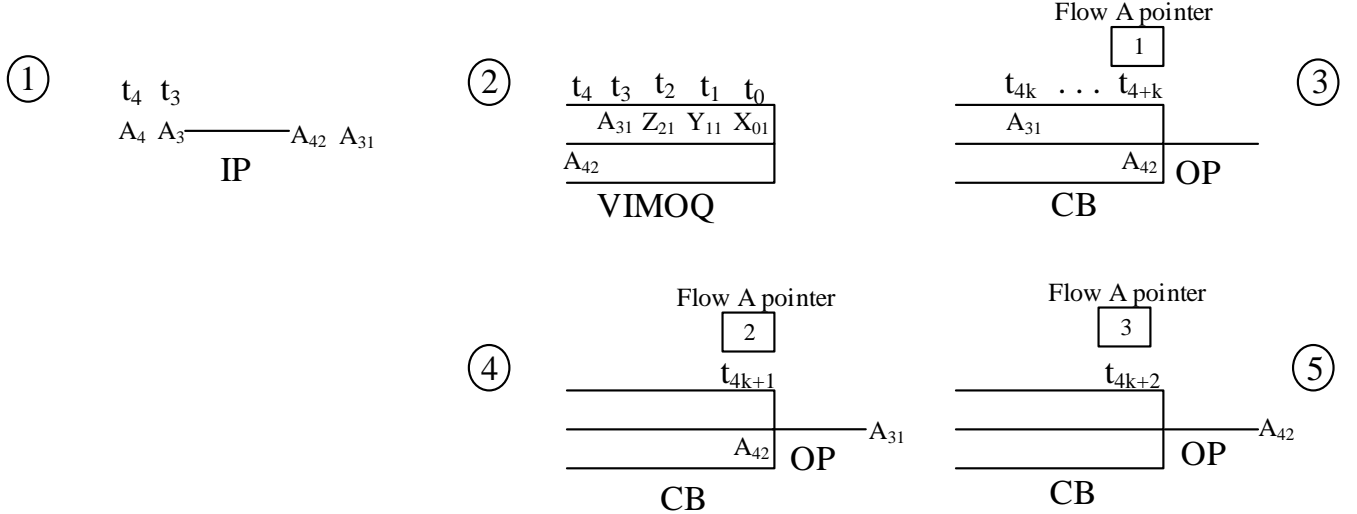 1
t4 t3
A4 A3 A42 A31
IP
2
t4 t3 t2 t1 t0
A31 Z21 Y11 X01
A42
VIMOQ
Flow A pointer
1
3
t4k . . . t4+k
A31
A42 OP
CB
4
Flow A pointer
2
t4k+1
A31
A42 OP
CB
Flow A pointer
3
5
t4k+2
A42
OP
CB